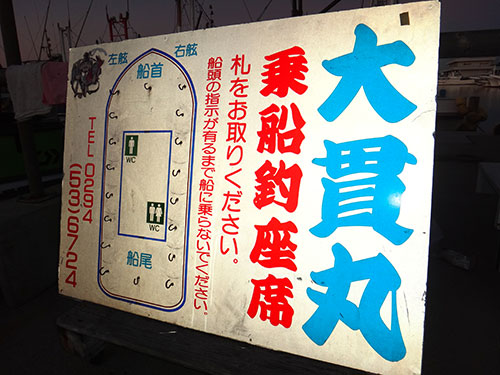 大貫丸
乗船釣座席
札をお取りください。
船頭の指示が有るまで船に乗らないでください。
右舷
左舷
船首
WC
WC
船尾
TEL 0294
(53)6724